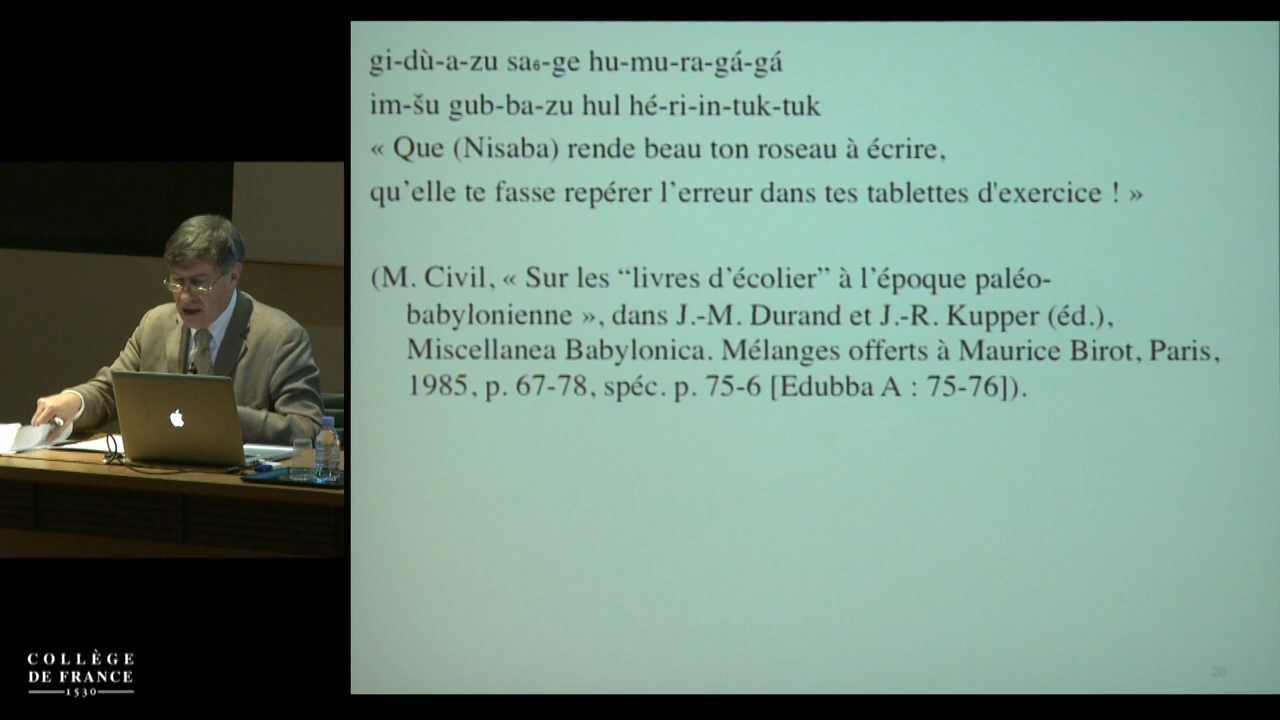 gi-dù-a-zu sa₆-ge hu-mu-ra-gá-gá
im-šu gub-ba-zu hul hé-ri-in-tuk-tuk
« Que (Nisaba) rende beau ton roseau à écrire,
qu’elle te fasse repérer l’erreur dans tes tablettes d'exercice ! »
(M. Civil, « Sur les “livres d’écolier” à l’époque paléo-
babylonienne », dans J.-M. Durand et J.-R. Kupper (éd.),
Miscellanea Babylonica. Mélanges offerts à Maurice Birot, Paris,
1985, p. 67-78, spéc. p. 75-6 [Edubba A : 75-76]).
20
COLLÈGE
DE FRANCE
1530